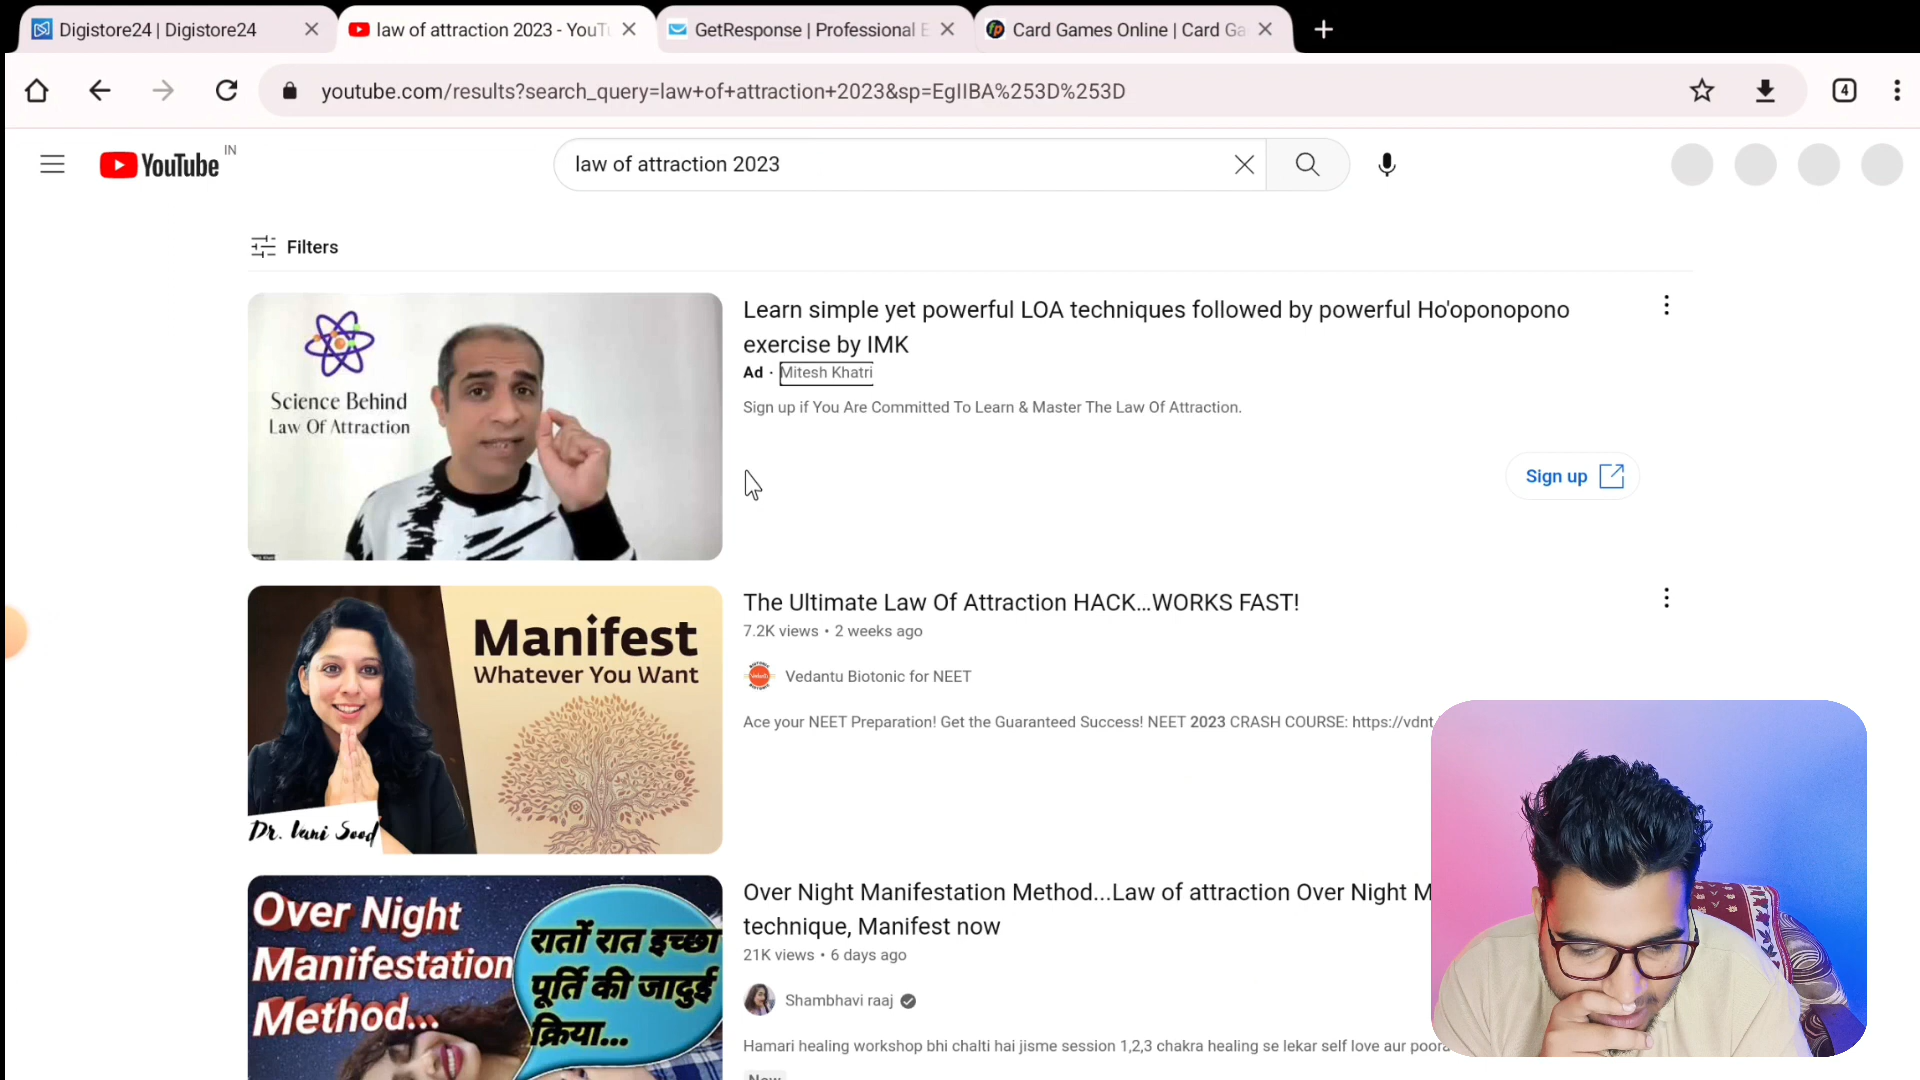 Digistore24 | Digistore24
law of attraction 2023 - YouT
GetResponse | Professional E
Card Games Online | Card Ga
youtube.com/results?search_query=law+of+attraction+2023&sp=EgIIBA%253D%253D
4
YouTube IN
law of attraction 2023
Filters
Science Behind
Law Of Attraction
Learn simple yet powerful LOA techniques followed by powerful Ho'oponopono
exercise by IMK
Ad · Mitesh Khatri
Sign up if You Are Committed To Learn & Master The Law Of Attraction.
Sign up
Manifest
Whatever You Want
Dr. Vani Sood
The Ultimate Law Of Attraction HACK...WORKS FAST!
7.2K views • 2 weeks ago
Vedantu Biotonic for NEET
Ace your NEET Preparation! Get the Guaranteed Success! NEET 2023 CRASH COURSE: https://vdnt.
Over Night
Manifestation
Method...
रातों रात इच्छा
पूर्ति की जादुई
क्रिया...
Over Night Manifestation Method...Law of attraction Over Night M
technique, Manifest now
21K views • 6 days ago
Shambhavi raaj
Hamari healing workshop bhi chalti hai jisme session 1,2,3 chakra healing se lekar self love aur poora
New